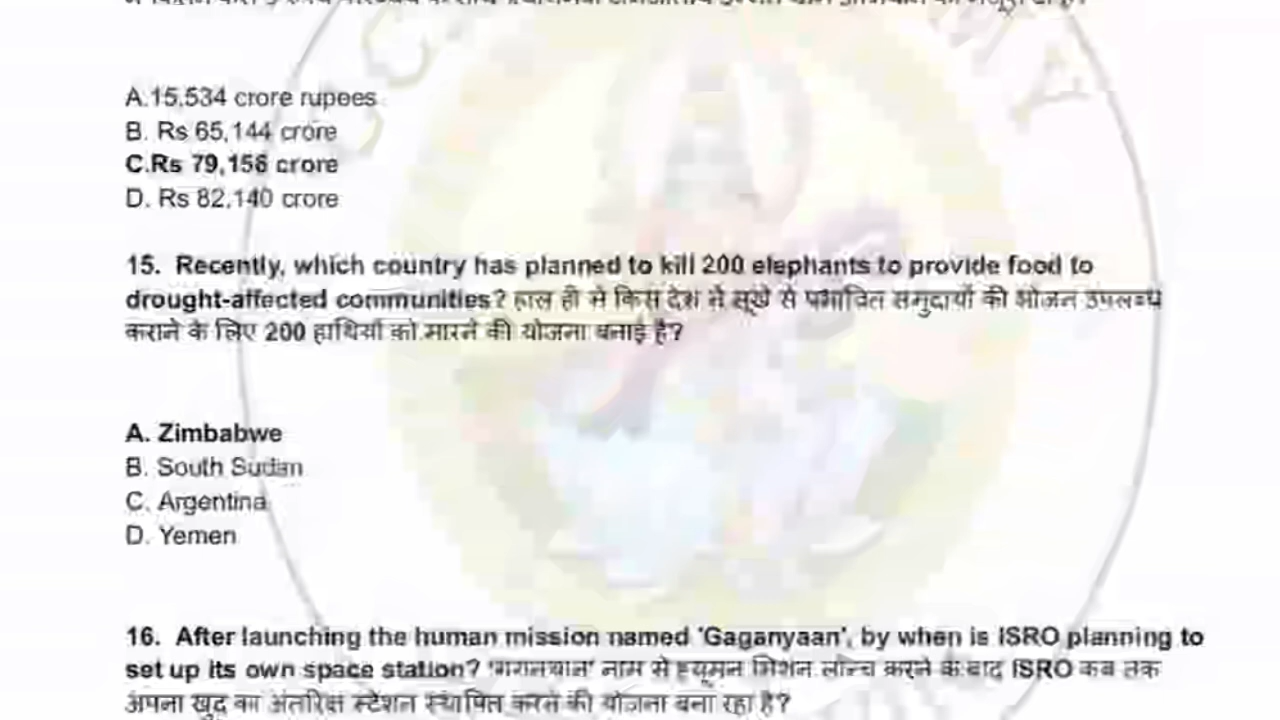 A.15,534 crore rupees
B. Rs 65,144 crore
C.Rs 79,156 crore
D. Rs 82,140 crore
15. Recently, which country has planned to kill 200 elephants to provide food to
drought-affected communities? हाल ही में किस देश ने सूखे से प्रभावित समुदायों को भोजन उपलब्ध
कराने के लिए 200 हाथियों को मारने की योजना बनाई है?
A. Zimbabwe
B. South Sudan
C. Argentina
D. Yemen
16. After launching the human mission named 'Gaganyaan', by when is ISRO planning to
set up its own space station? 'गगनयान' नाम से ह्यूमन मिशन लॉन्च करने के बाद ISRO कब तक
अपना खुद का अंतरिक्ष स्टेशन स्थापित करने की योजना बना रहा है?